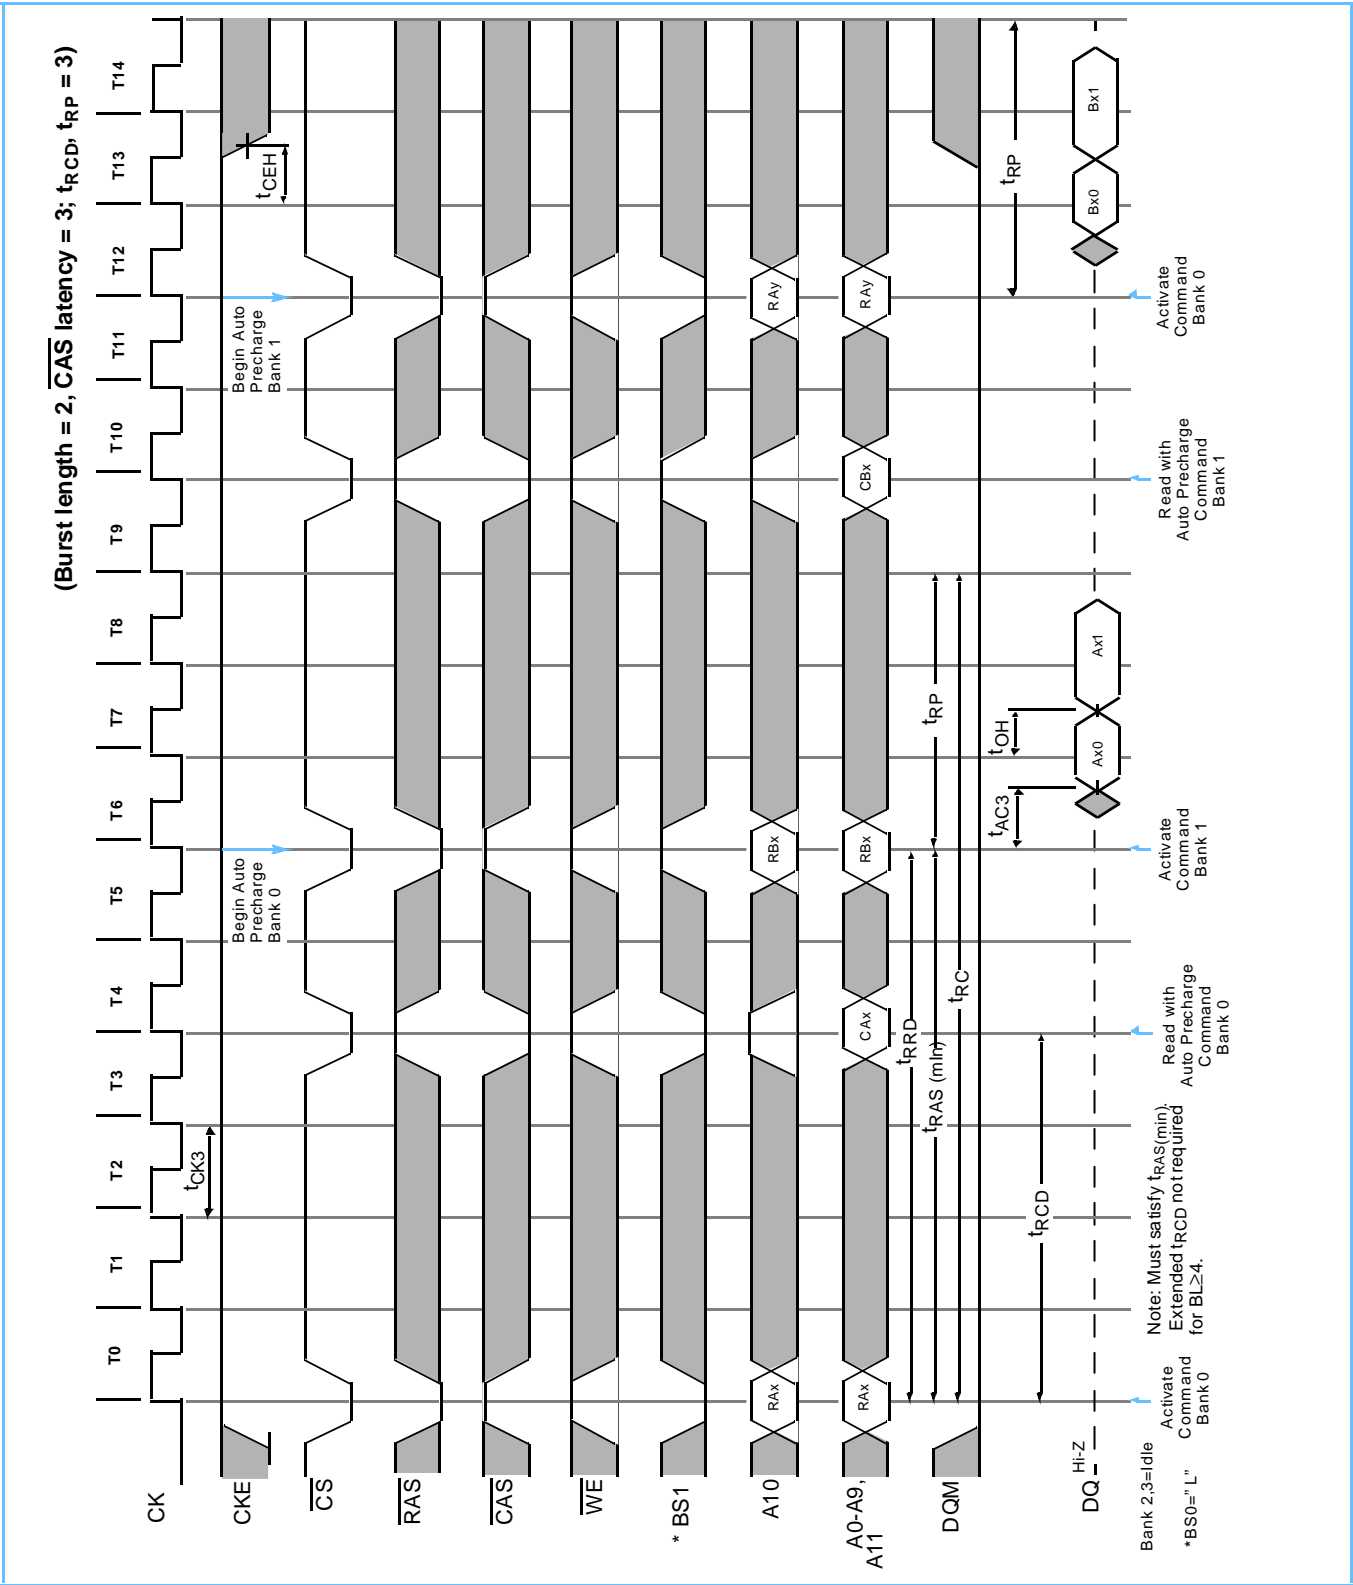 (Burst length = 2, CAS latency = 3; tRCD, tRP = 3)
T0 T1 T2 T3 T4 T5 T6 T7 T8 T9 T10 T11 T12 T13 T14
CK
tCK3
CKE
tCEH
Begin Auto
Precharge
Bank 0
Begin Auto
Precharge
Bank 1
CS
RAS
CAS
WE
* BS1
A10
RAx RBx RAy
A0-A9,
A11
RAx CAx RBx CBx RAy
tRRD
tRAS (min)
tRP
tRC
DQM
tRCD
tAC3
tOH
tRP
DQ
Hi-Z
Ax0 Ax1 Bx0 Bx1
Activate
Command
Bank 0
Read with
Auto Precharge
Command
Bank 0
Activate
Command
Bank 1
Read with
Auto Precharge
Command
Bank 1
Activate
Command
Bank 0
Note: Must satisfy tRAS(min).
Extended tRCD not required
for BL≥4.
Bank 2,3=Idle
*BS0=" L"